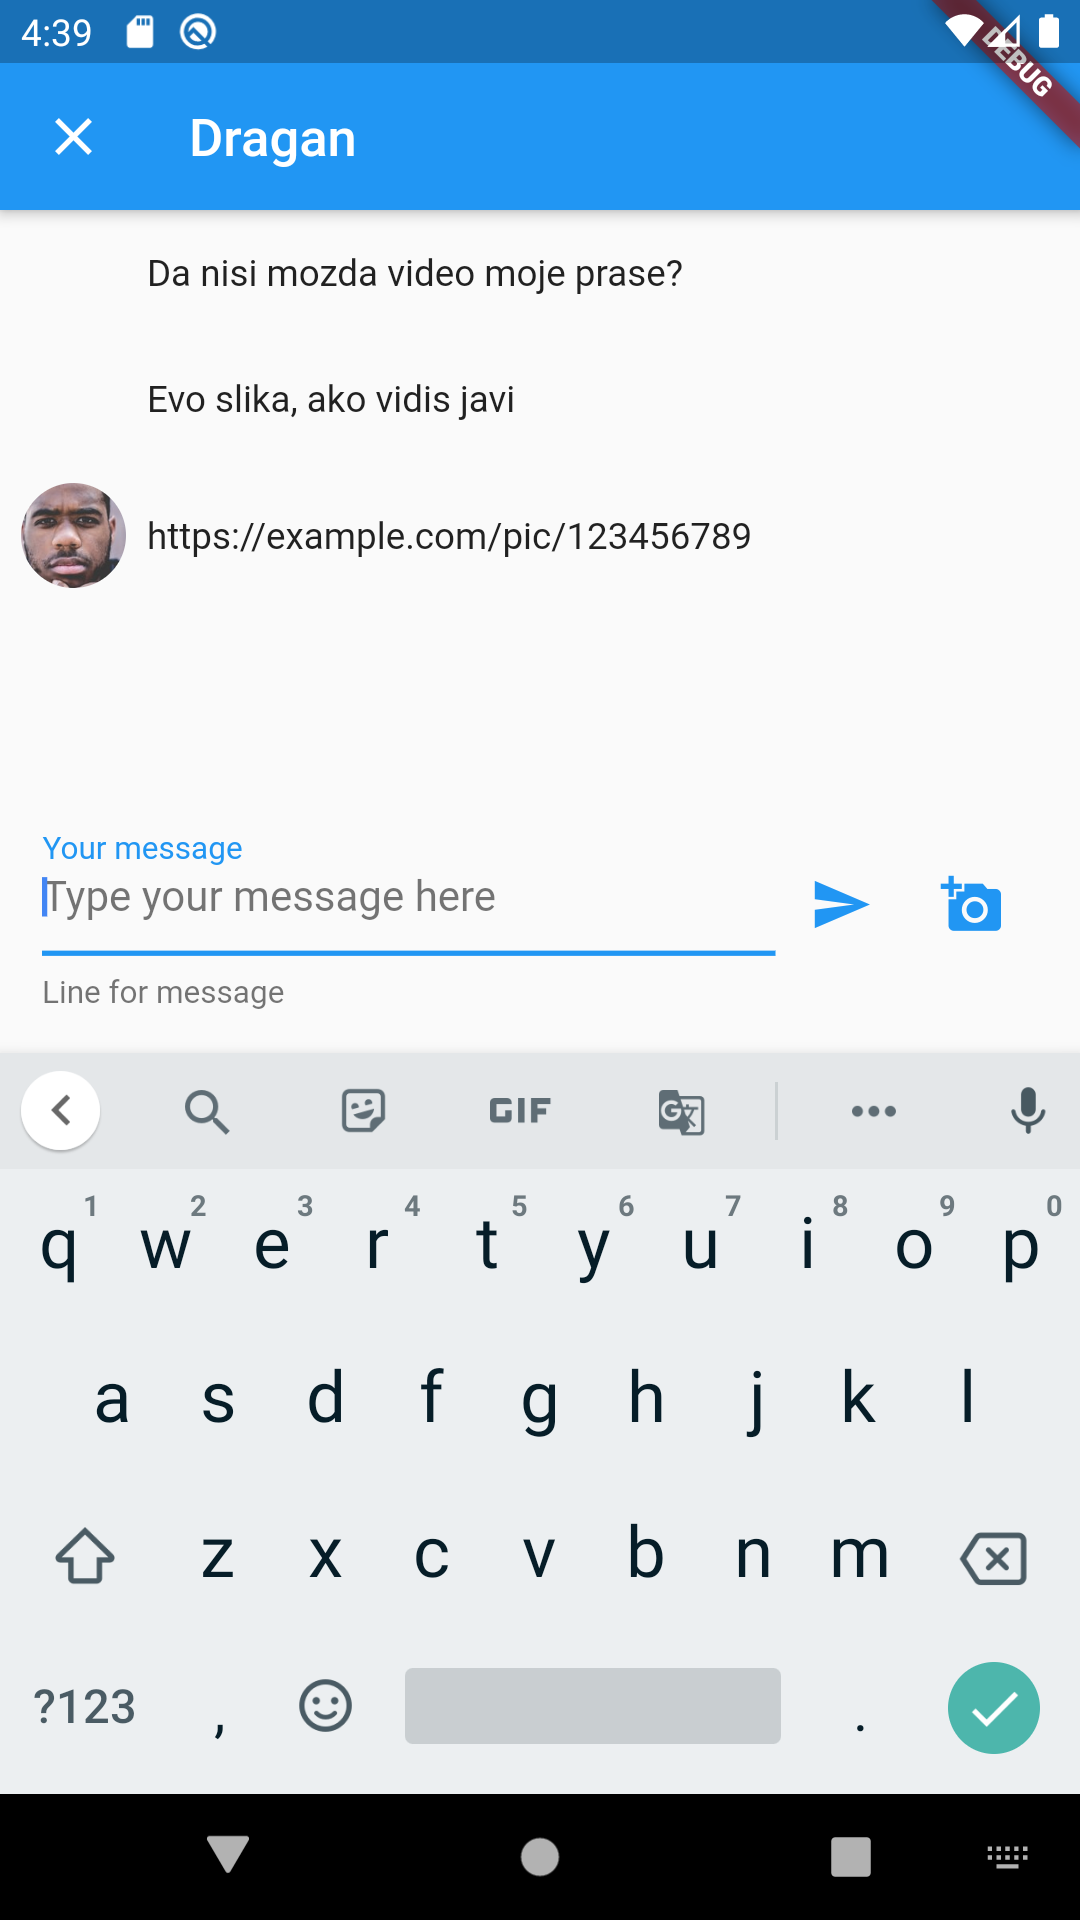 4:39
DEBUG
Dragan
Da nisi mozda video moje prase?
Evo slika, ako vidis javi
https://example.com/pic/123456789
Your message
Type your message here
Line for message
GIF
G
1 2 3 4 5 6 7 8 9 0
q w e r t y u i o p
a s d f g h j k l
z x c v b n m
?123 , .